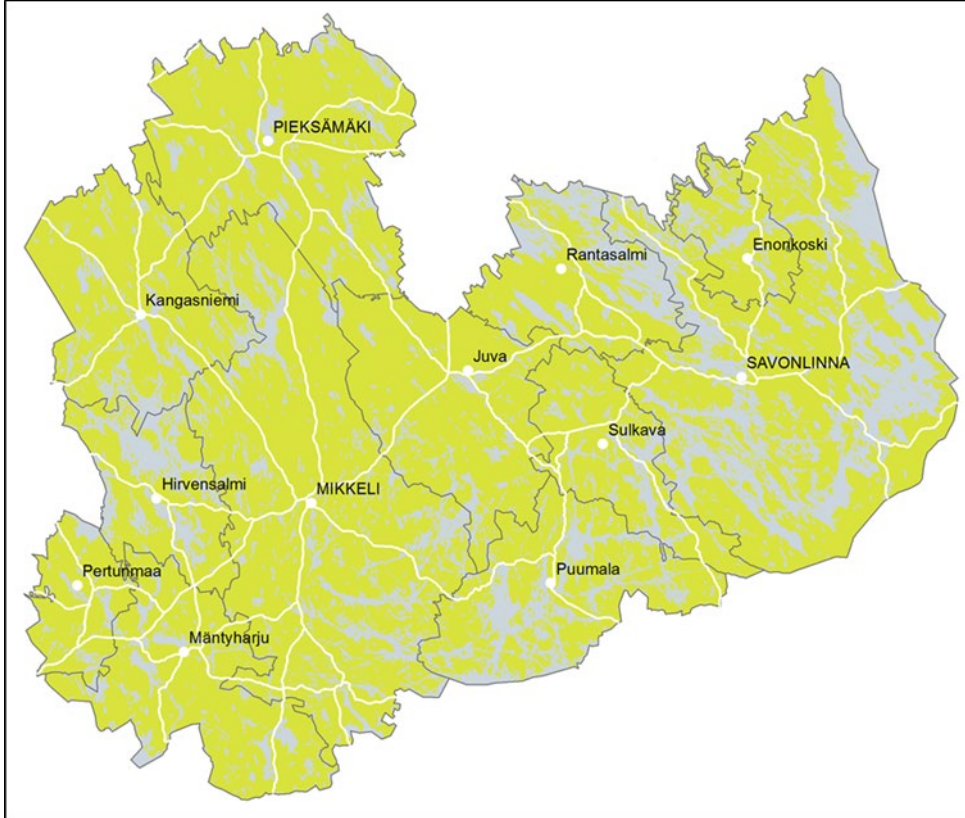 PIEKSÄMÄKI
Enonkoski
Rantasalmi
Kangasniemi
Juva
SAVONLINNA
Sulkava
Hirvensalmi
MIKKELI
Pertunmaa
Puumala
Mäntyharju